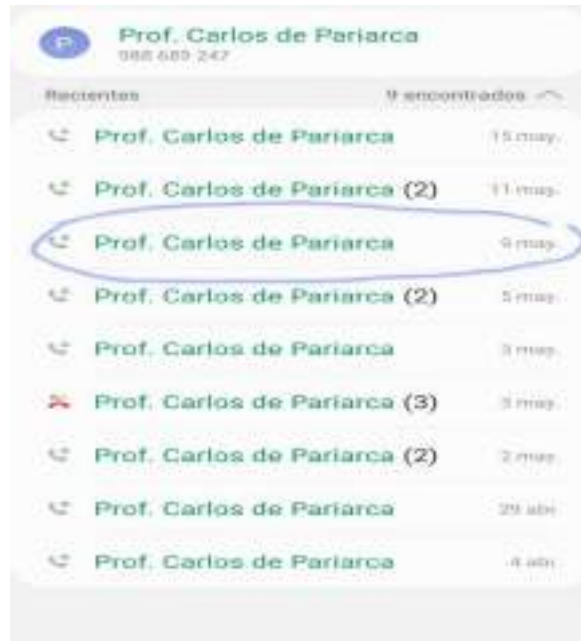 P
Prof. Carlos de Pariarca
988 689 247
Recientes 9 encontrados
Prof. Carlos de Pariarca 15 may.
Prof. Carlos de Pariarca (2) 11 may.
Prof. Carlos de Pariarca 9 may.
Prof. Carlos de Pariarca (2) 5 may.
Prof. Carlos de Pariarca 3 may.
Prof. Carlos de Pariarca (3) 3 may.
Prof. Carlos de Pariarca (2) 2 may.
Prof. Carlos de Pariarca 29 abr.
Prof. Carlos de Pariarca 4 abr.